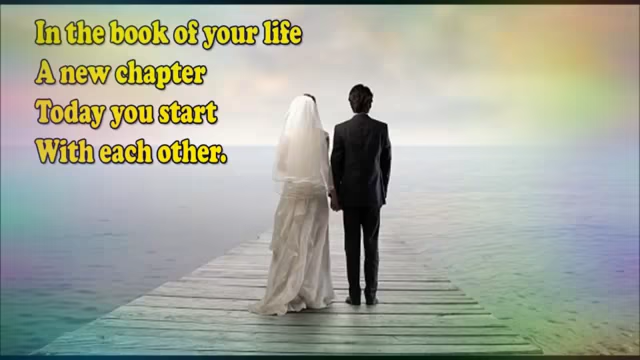 In the book of your life
A new chapter
Today you start
With each other.